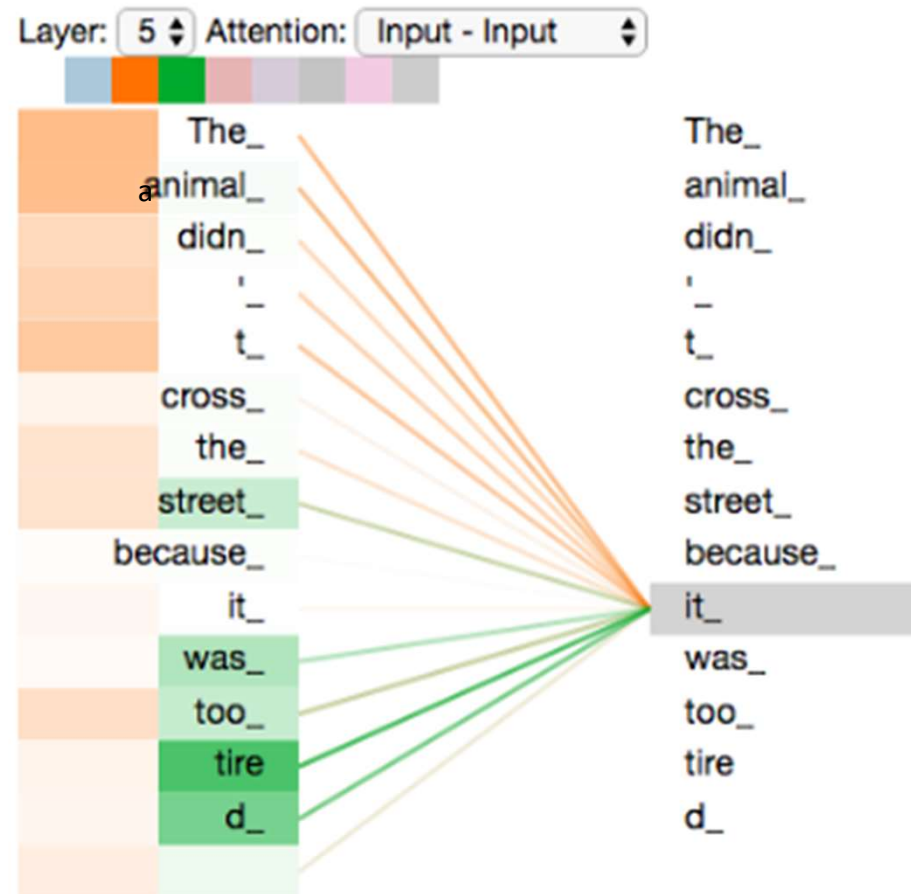 Layer: 5 Attention: Input - Input
The_ The_
animal_ animal_
didn_ didn_
'_ '_
t_ t_
cross_ cross_
the_ the_
street_ street_
because_ because_
it_ it_
was_ was_
too_ too_
tire tire
d_ d_